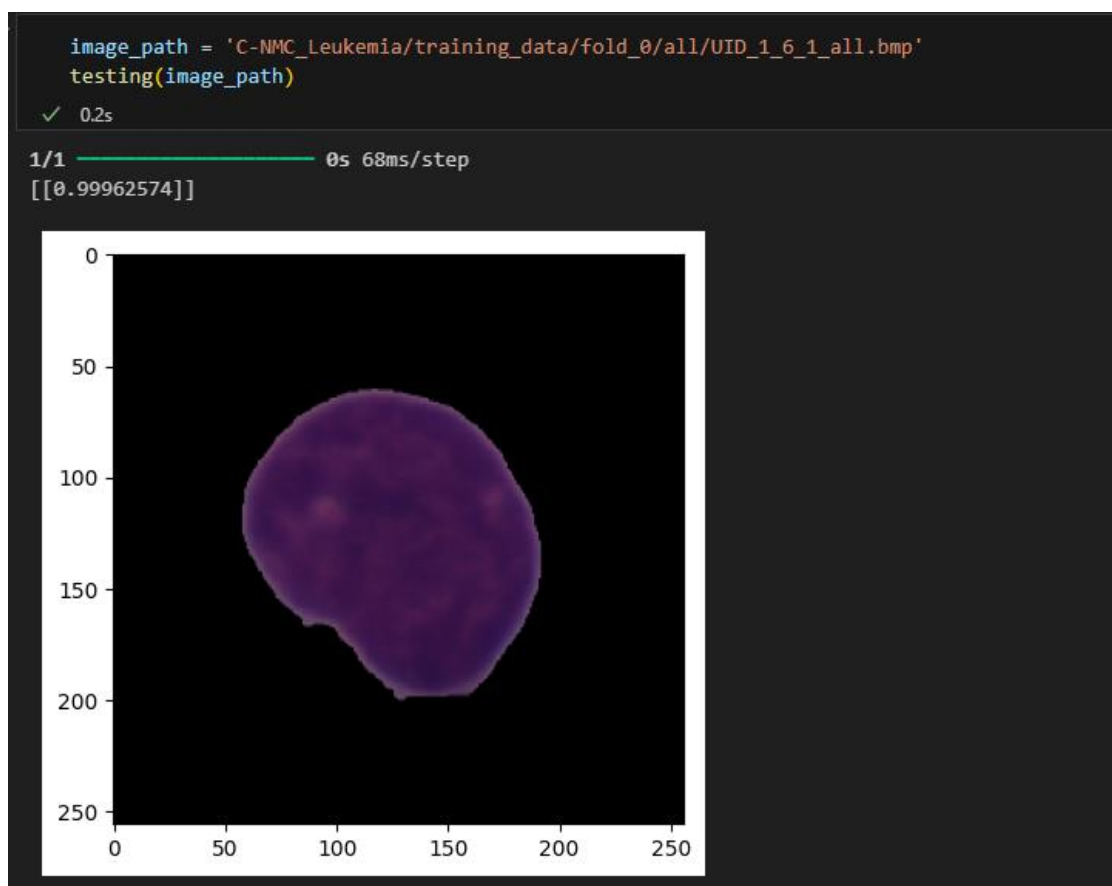 image_path = 'C-NMC_Leukemia/training_data/fold_0/all/UID_1_6_1_all.bmp'
testing(image_path)
✓ 0.2s
1/1 ━━━━━━━━━━━━━━━━━━━━ 0s 68ms/step
[[0.99962574]]
0
50
100
150
200
250
0 50 100 150 200 250